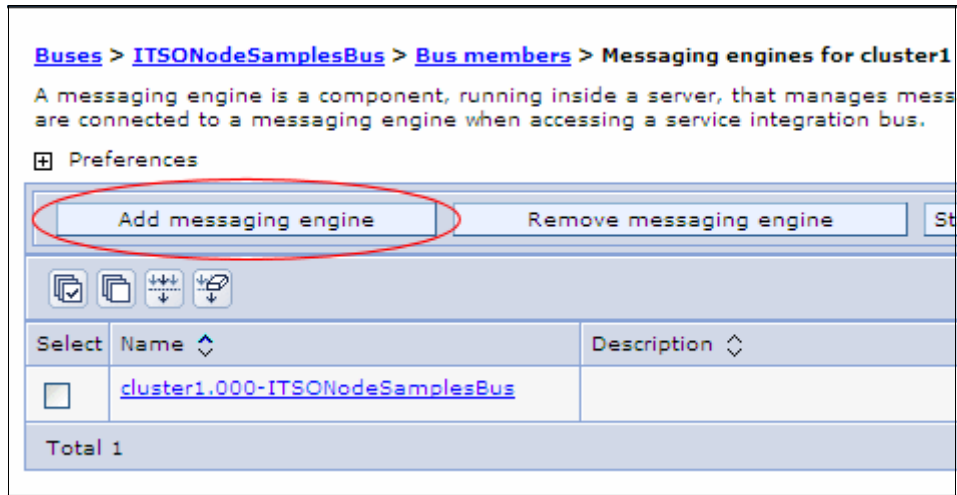 Buses > ITSONodeSamplesBus > Bus members > Messaging engines for cluster1
A messaging engine is a component, running inside a server, that manages mess
are connected to a messaging engine when accessing a service integration bus.
Preferences
Add messaging engine Remove messaging engine St
Select Name Description
cluster1.000-ITSONodeSamplesBus
Total 1